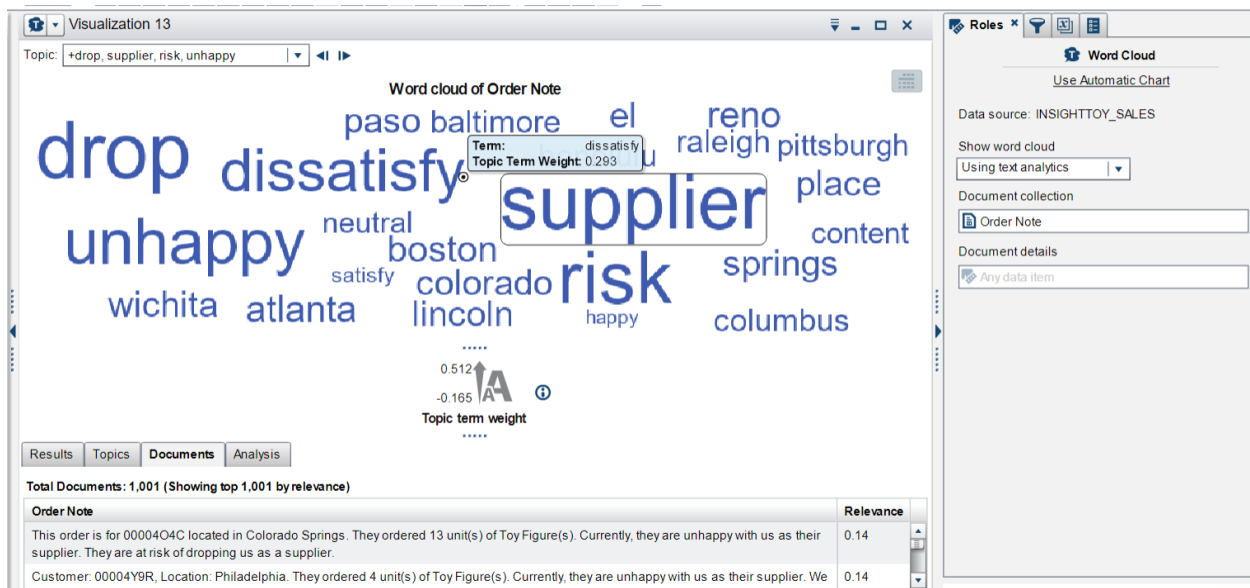 Visualization 13
Topic: +drop, supplier, risk, unhappy
Word cloud of Order Note
drop
dissatisfy
paso baltimore
el
reno
raleigh pittsburgh
Term: dissatisfy
Topic Term Weight: 0.293
supplier
place
unhappy
neutral
boston
content
satisfy
colorado
risk
springs
wichita
atlanta
lincoln
happy
columbus
0.512
-0.165
A A
Topic term weight
Results Topics Documents Analysis
Total Documents: 1,001 (Showing top 1,001 by relevance)
Order Note Relevance
This order is for 00004O4C located in Colorado Springs. They ordered 13 unit(s) of Toy Figure(s). Currently, they are unhappy with us as their 0.14
supplier. They are at risk of dropping us as a supplier.
Customer: 00004Y9R, Location: Philadelphia. They ordered 4 unit(s) of Toy Figure(s). Currently, they are unhappy with us as their supplier. We 0.14
Roles
Word Cloud
Use Automatic Chart
Data source: INSIGHTTOY_SALES
Show word cloud
Using text analytics
Document collection
Order Note
Document details
Any data item